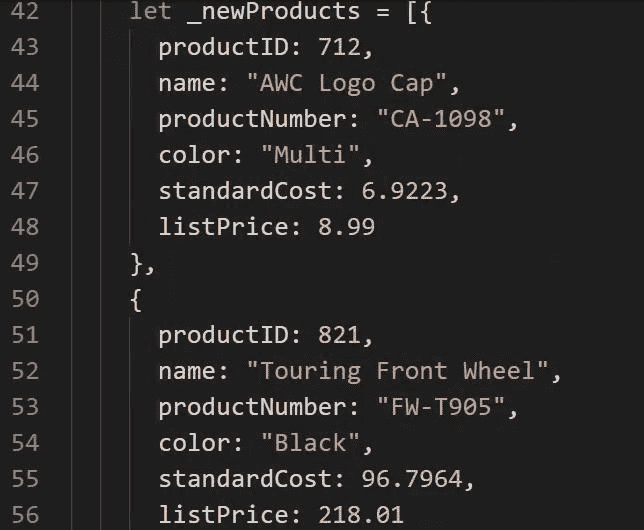 42 let _newProducts = [{
43 productID: 712,
44 name: "AWC Logo Cap",
45 productNumber: "CA-1098",
46 color: "Multi",
47 standardCost: 6.9223,
48 listPrice: 8.99
49 },
50 {
51 productID: 821,
52 name: "Touring Front Wheel",
53 productNumber: "FW-T905",
54 color: "Black",
55 standardCost: 96.7964,
56 listPrice: 218.01